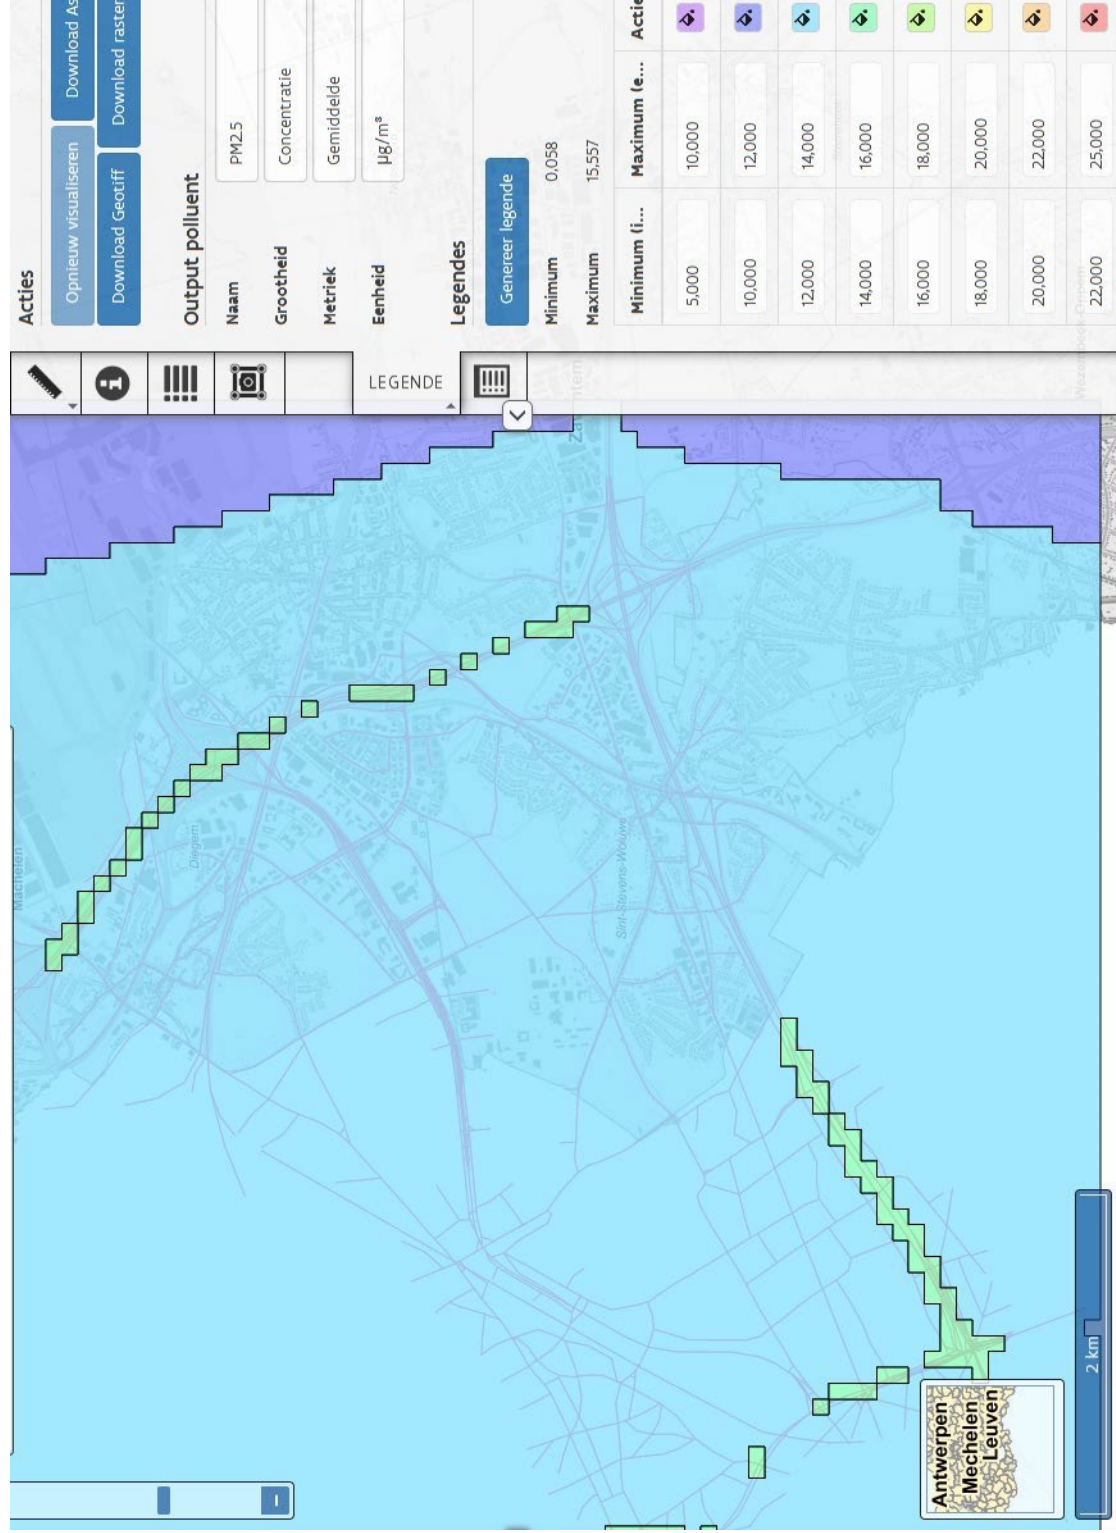 Acties
Opnieuw visualiseren
Download As
Download Geotiff
Download raster
Output polluent
Naam PM2.5
Grootheid Concentratie
Metriek Gemiddelde
Eenheid µg/m³
Legendes
Genereer legende
Minimum 0,058
Maximum 15,557
Minimum (i... Maximum (e... Actie
5,000 10,000
10,000 12,000
12,000 14,000
14,000 16,000
16,000 18,000
18,000 20,000
20,000 22,000
22,000 25,000
LEGENDE
Machelen
Diegem
Sint-Stevens-Woluwe
Antwerpen
Mechelen
Leuven
2 km